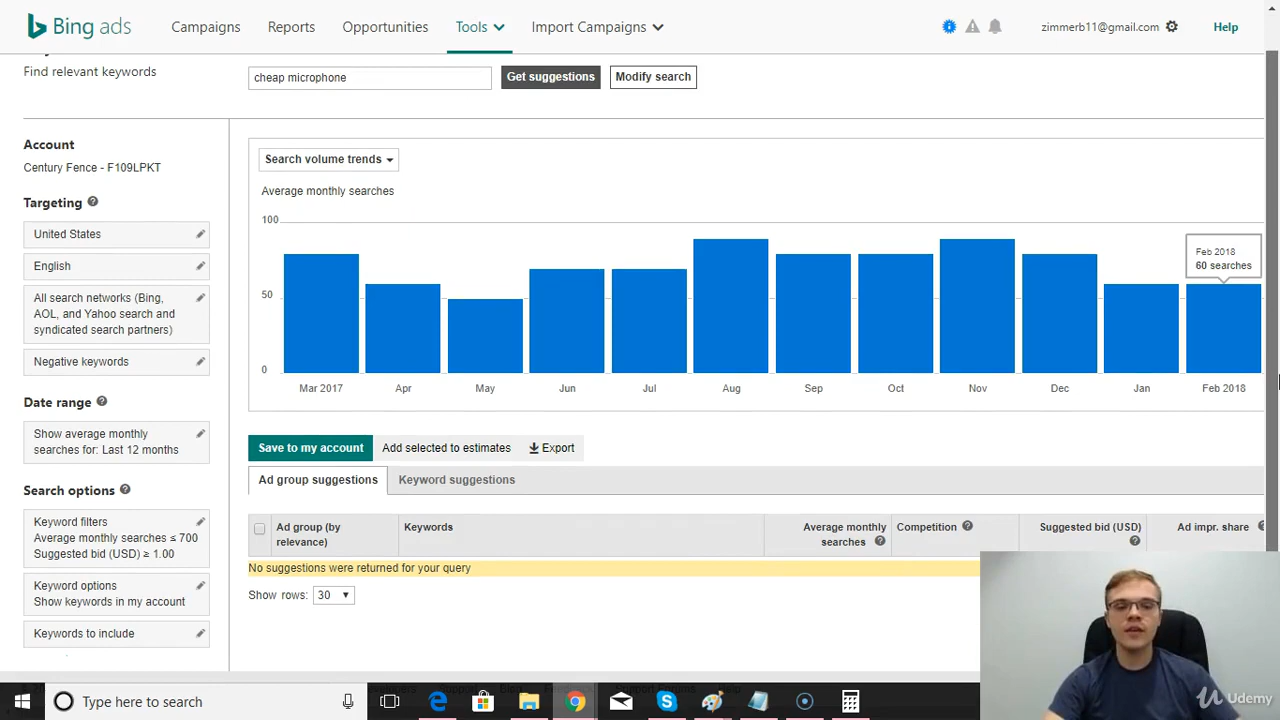 Bing ads
Campaigns
Reports
Opportunities
Tools
Import Campaigns
zimmerb11@gmail.com
Help
Find relevant keywords
cheap microphone
Get suggestions
Modify search
Account
Century Fence - F109LPKT
Targeting
United States
English
All search networks (Bing,
AOL, and Yahoo search and
syndicated search partners)
Negative keywords
Date range
Show average monthly
searches for: Last 12 months
Search options
Keyword filters
Average monthly searches ≤ 700
Suggested bid (USD) ≥ 1.00
Keyword options
Show keywords in my account
Keywords to include
Search volume trends
Average monthly searches
100
50
0
Feb 2018
60 searches
Mar 2017
Apr
May
Jun
Jul
Aug
Sep
Oct
Nov
Dec
Jan
Feb 2018
Save to my account
Add selected to estimates
Export
Ad group suggestions
Keyword suggestions
Ad group (by
relevance)
Keywords
Average monthly
searches
Competition
Suggested bid (USD)
Ad impr. share
No suggestions were returned for your query
Show rows: 30
Type here to search
Udemy